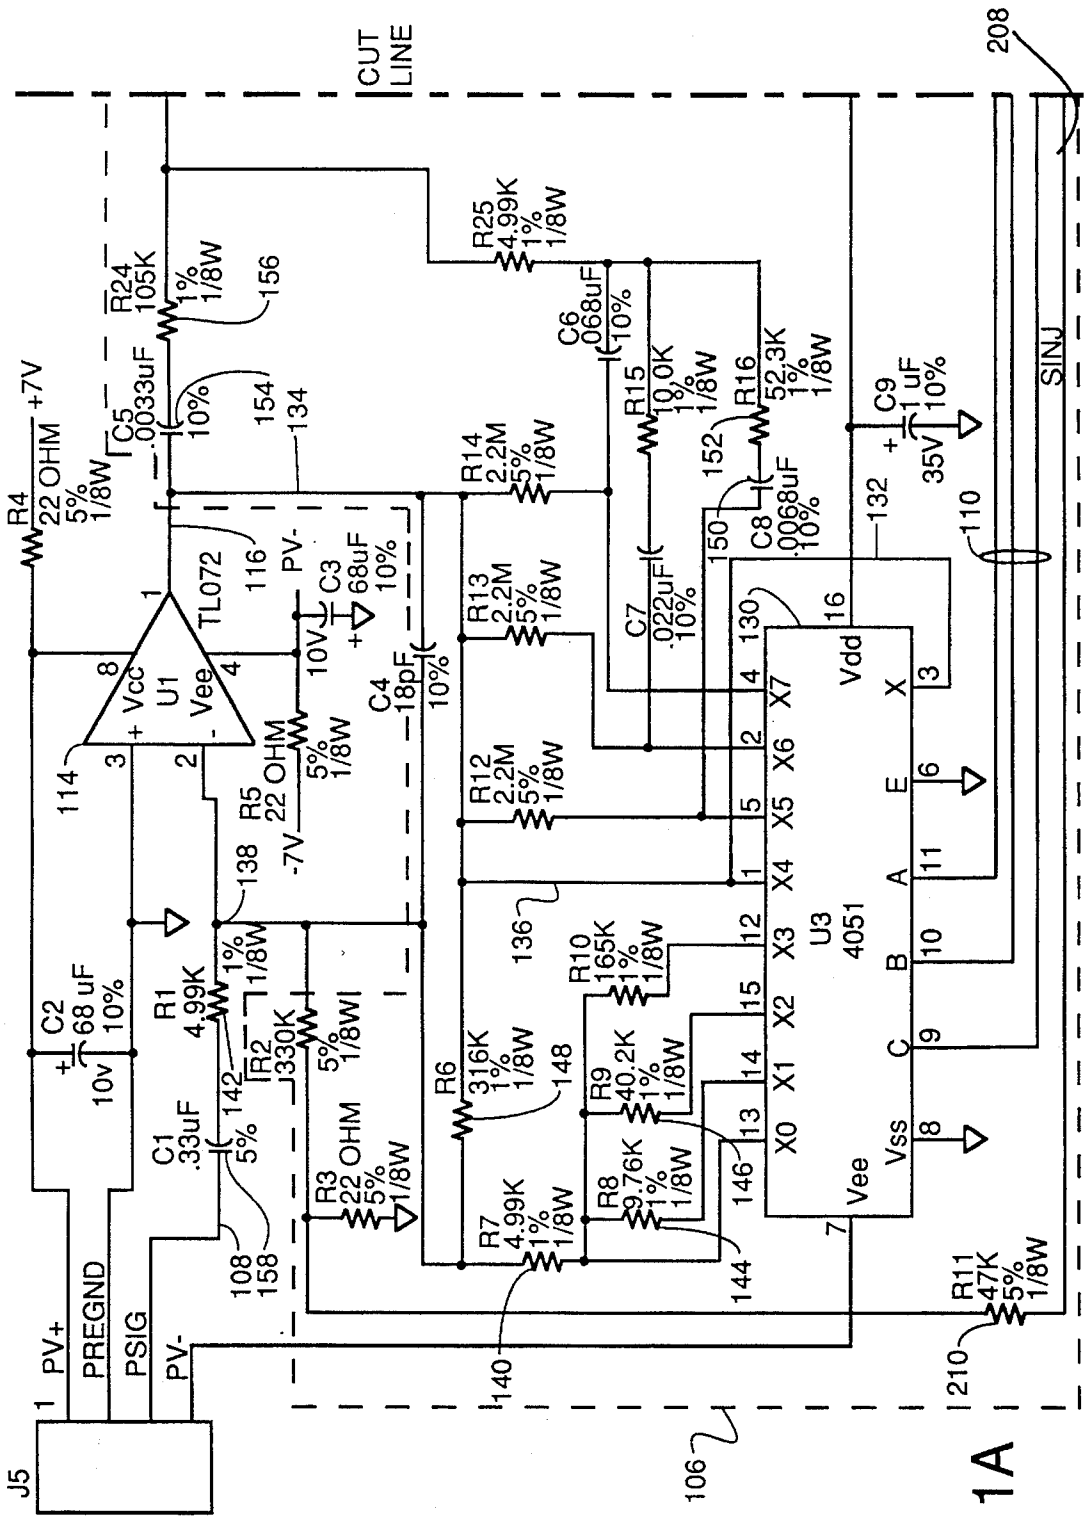 J5
1
PV+
PREGND
PSIG
PV-
C2
68 uF
10%
+
10v
C1
.33uF
5%
108
158
142
R1
4.99K
1%
1/8W
138
R2
330K
5%
1/8W
R3
22 OHM
5%
1/8W
114
3
2
+
-
Vcc
U1
Vee
8
4
1
TL072
116
R4
22 OHM
5%
1/8W
+7V
R5
22 OHM
5%
1/8W
-7V
PV-
10V
C3
68uF
10%
+
C4
18pF
10%
C5
.0033uF
10%
154
134
R24
105K
1%
1/8W
156
CUT
LINE
R25
4.99K
1%
1/8W
C6
.068uF
10%
R15
10.0K
1%
1/8W
R16
52.3K
1%
1/8W
152
150
C8
.0068uF
10%
C7
.022uF
10%
R14
2.2M
5%
1/8W
R13
2.2M
5%
1/8W
R12
2.2M
5%
1/8W
136
R6
316K
1%
1/8W
148
R7
4.99K
1%
1/8W
140
R8
9.76K
1%
1/8W
144
R9
40.2K
1%
1/8W
146
R10
165K
1%
1/8W
13
14
15
12
1
5
2
4
X0
X1
X2
X3
X4
X5
X6
X7
130
U3
4051
Vee
7
Vdd
16
Vss
8
C
9
B
10
A
11
E
6
X
3
132
110
+
C9
1 uF
10%
35V
SINJ
208
R11
47K
5%
1/8W
210
106
1A